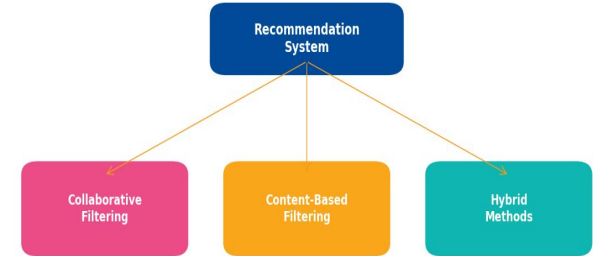 Recommendation
System
Collaborative
Filtering
Content-Based
Filtering
Hybrid
Methods